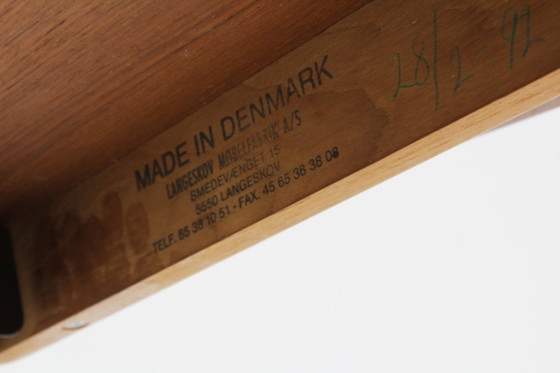 MADE IN DENMARK
LANGESKOV MØBELFABRIK A/S
SMEDEVÆNGET 15
5550 LANGESKOV
TELF. 65 38 10 51 - FAX. 45 65 38 38 08
28/2 92